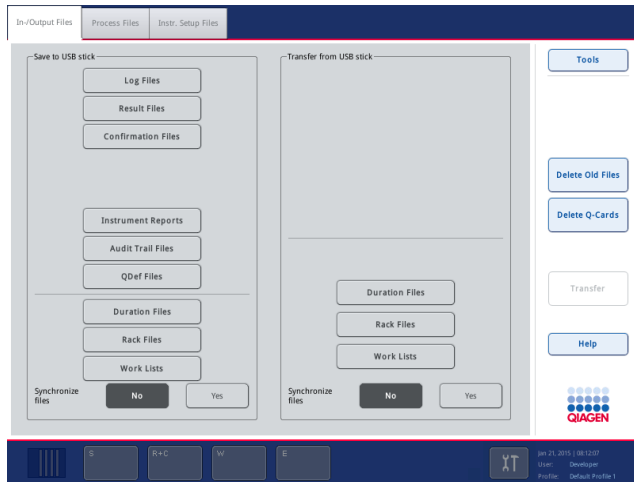 In-/Output Files
Process Files
Instr. Setup Files
Save to USB stick
Log Files
Result Files
Confirmation Files
Instrument Reports
Audit Trail Files
QDef Files
Duration Files
Rack Files
Work Lists
Synchronize
files
No
Yes
Transfer from USB stick
Duration Files
Rack Files
Work Lists
Synchronize
files
No
Yes
Tools
Delete Old Files
Delete Q-Cards
Transfer
Help
QIAGEN
S
R+C
W
E
Jan 21, 2015 | 08:12:07
User: Developer
Profile: Default Profile 1